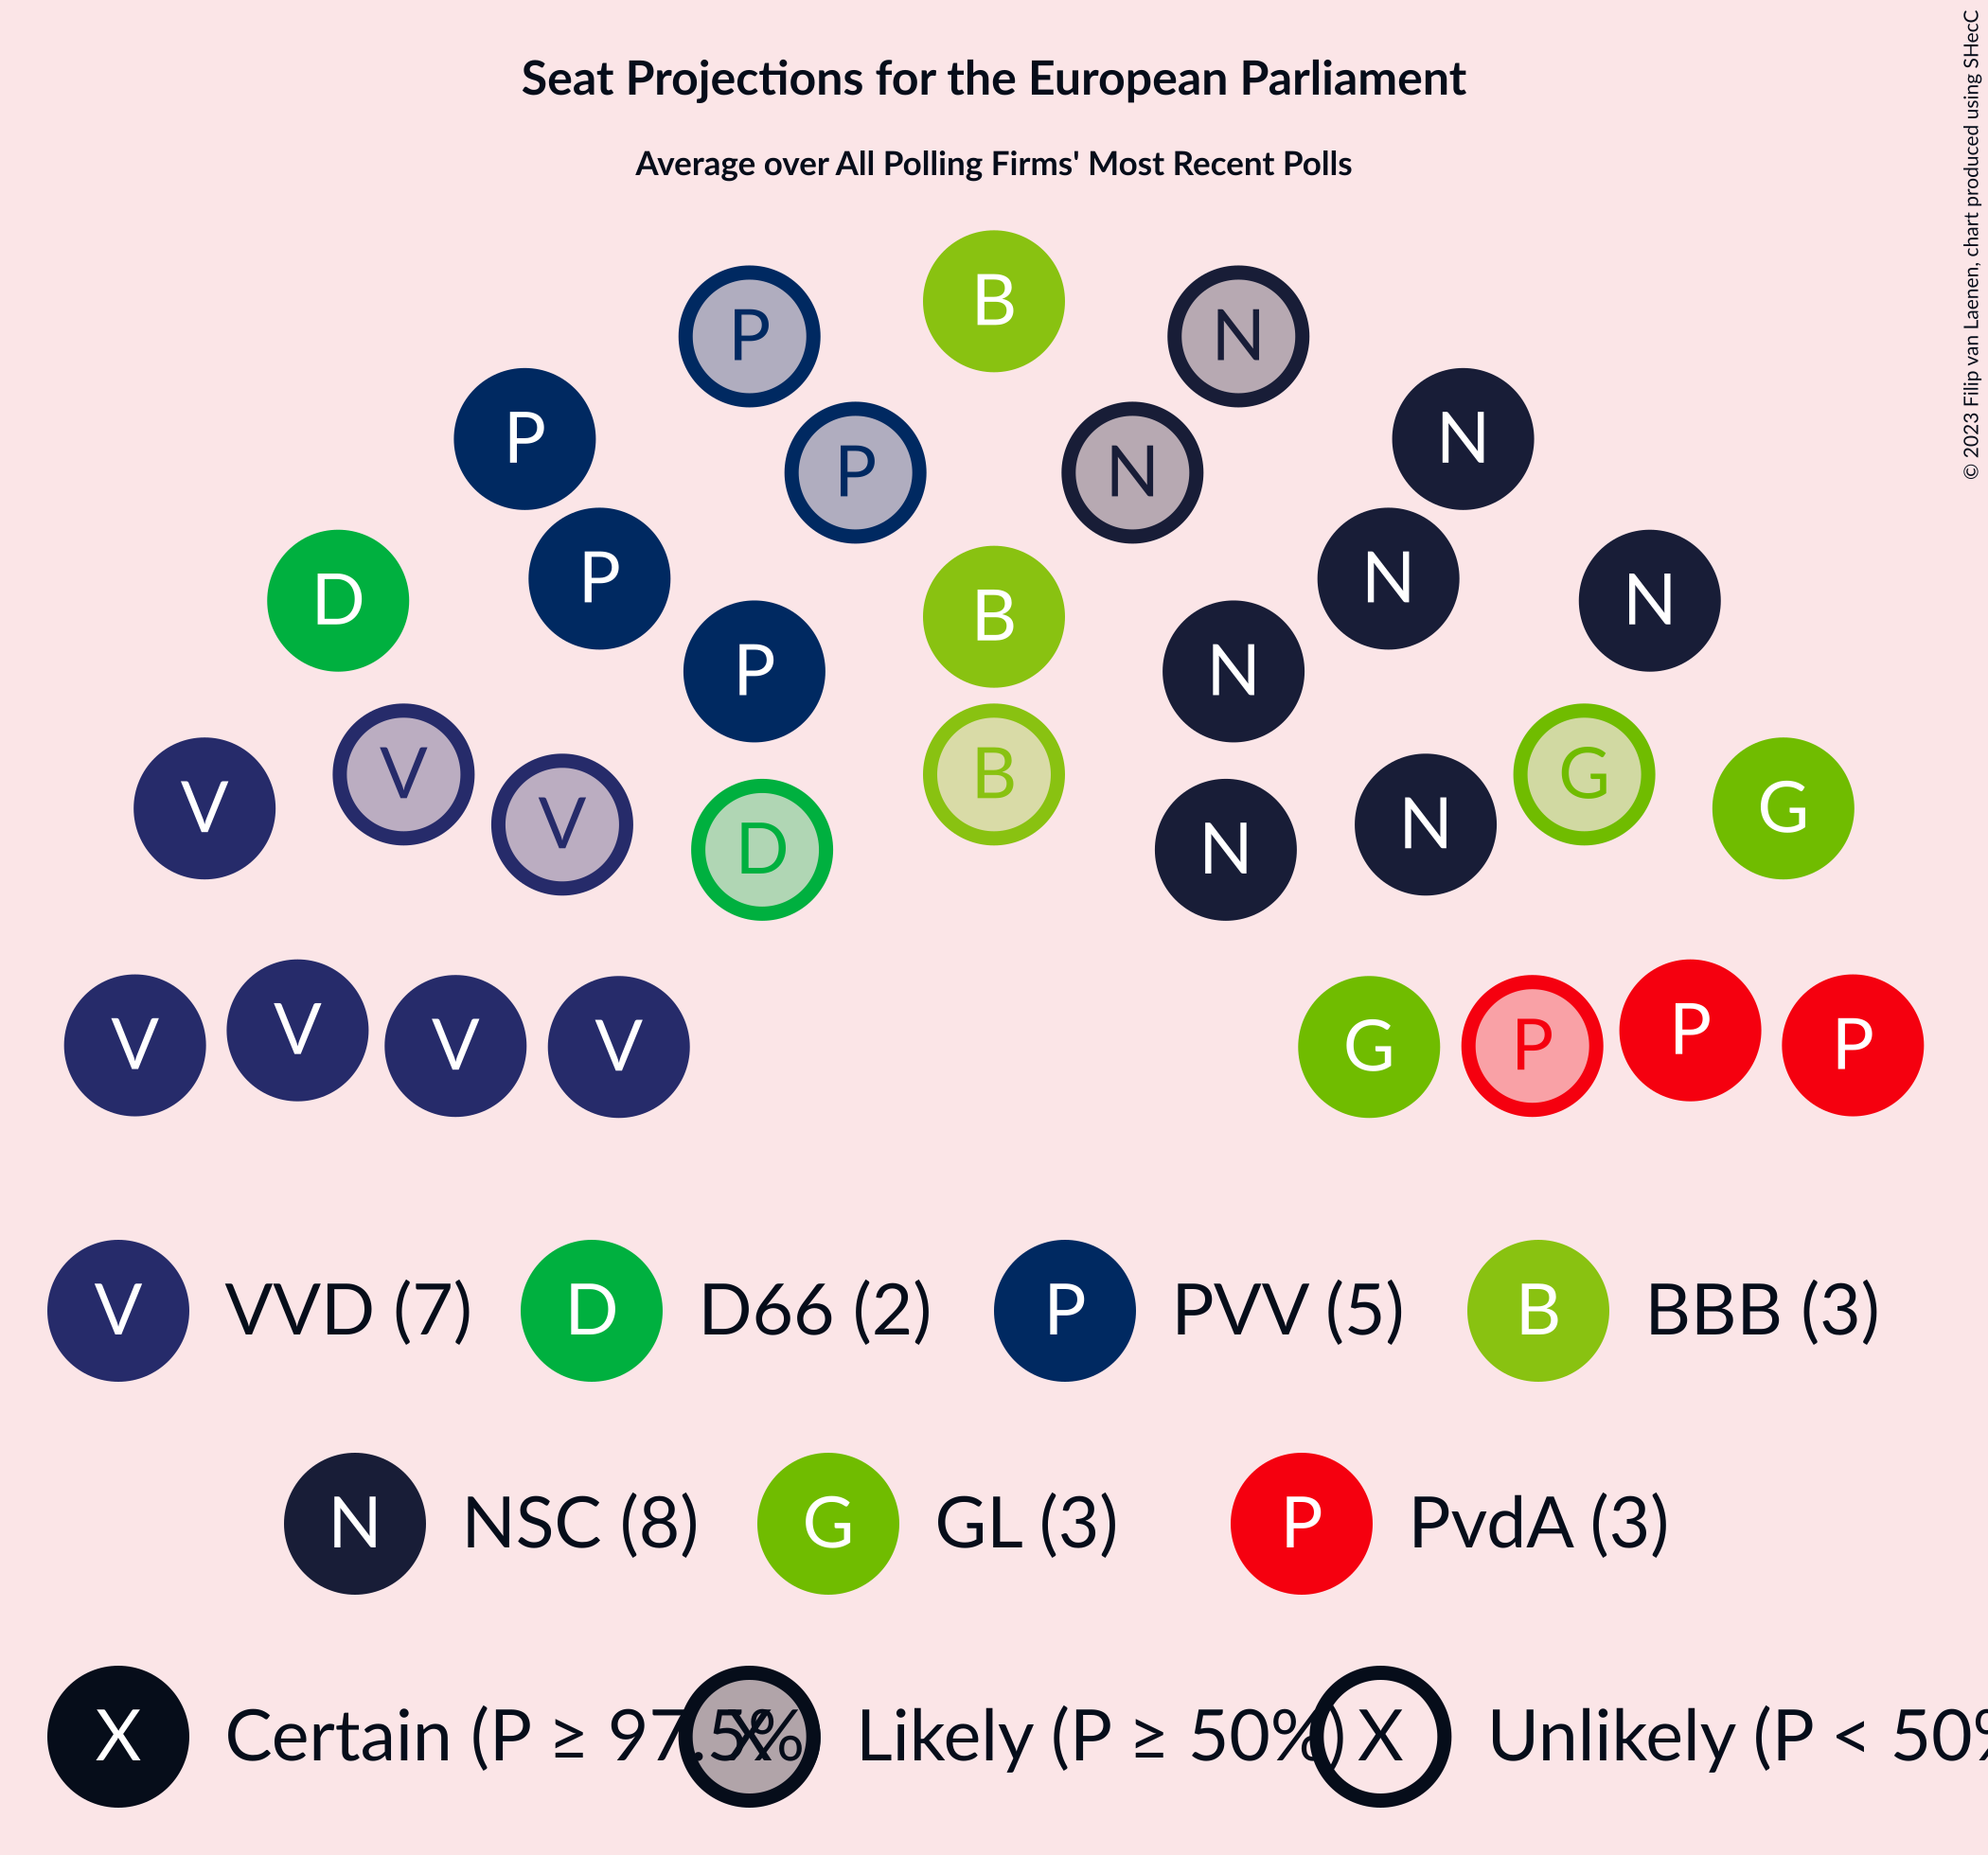 Seat Projections for the European Parliament
Average over All Polling Firms' Most Recent Polls
© 2023 Filip van Laenen, chart produced using SHecC
B
P N
P N
P N
P N
D P B N N
P N
V V B G G
V D N N
V V V V G P P P
V VVD (7) D D66 (2) P PVV (5) B BBB (3)
N NSC (8) G GL (3) P PvdA (3)
X Certain (P ≥ 97.5% X Likely (P ≥ 50%) X Unlikely (P < 50%